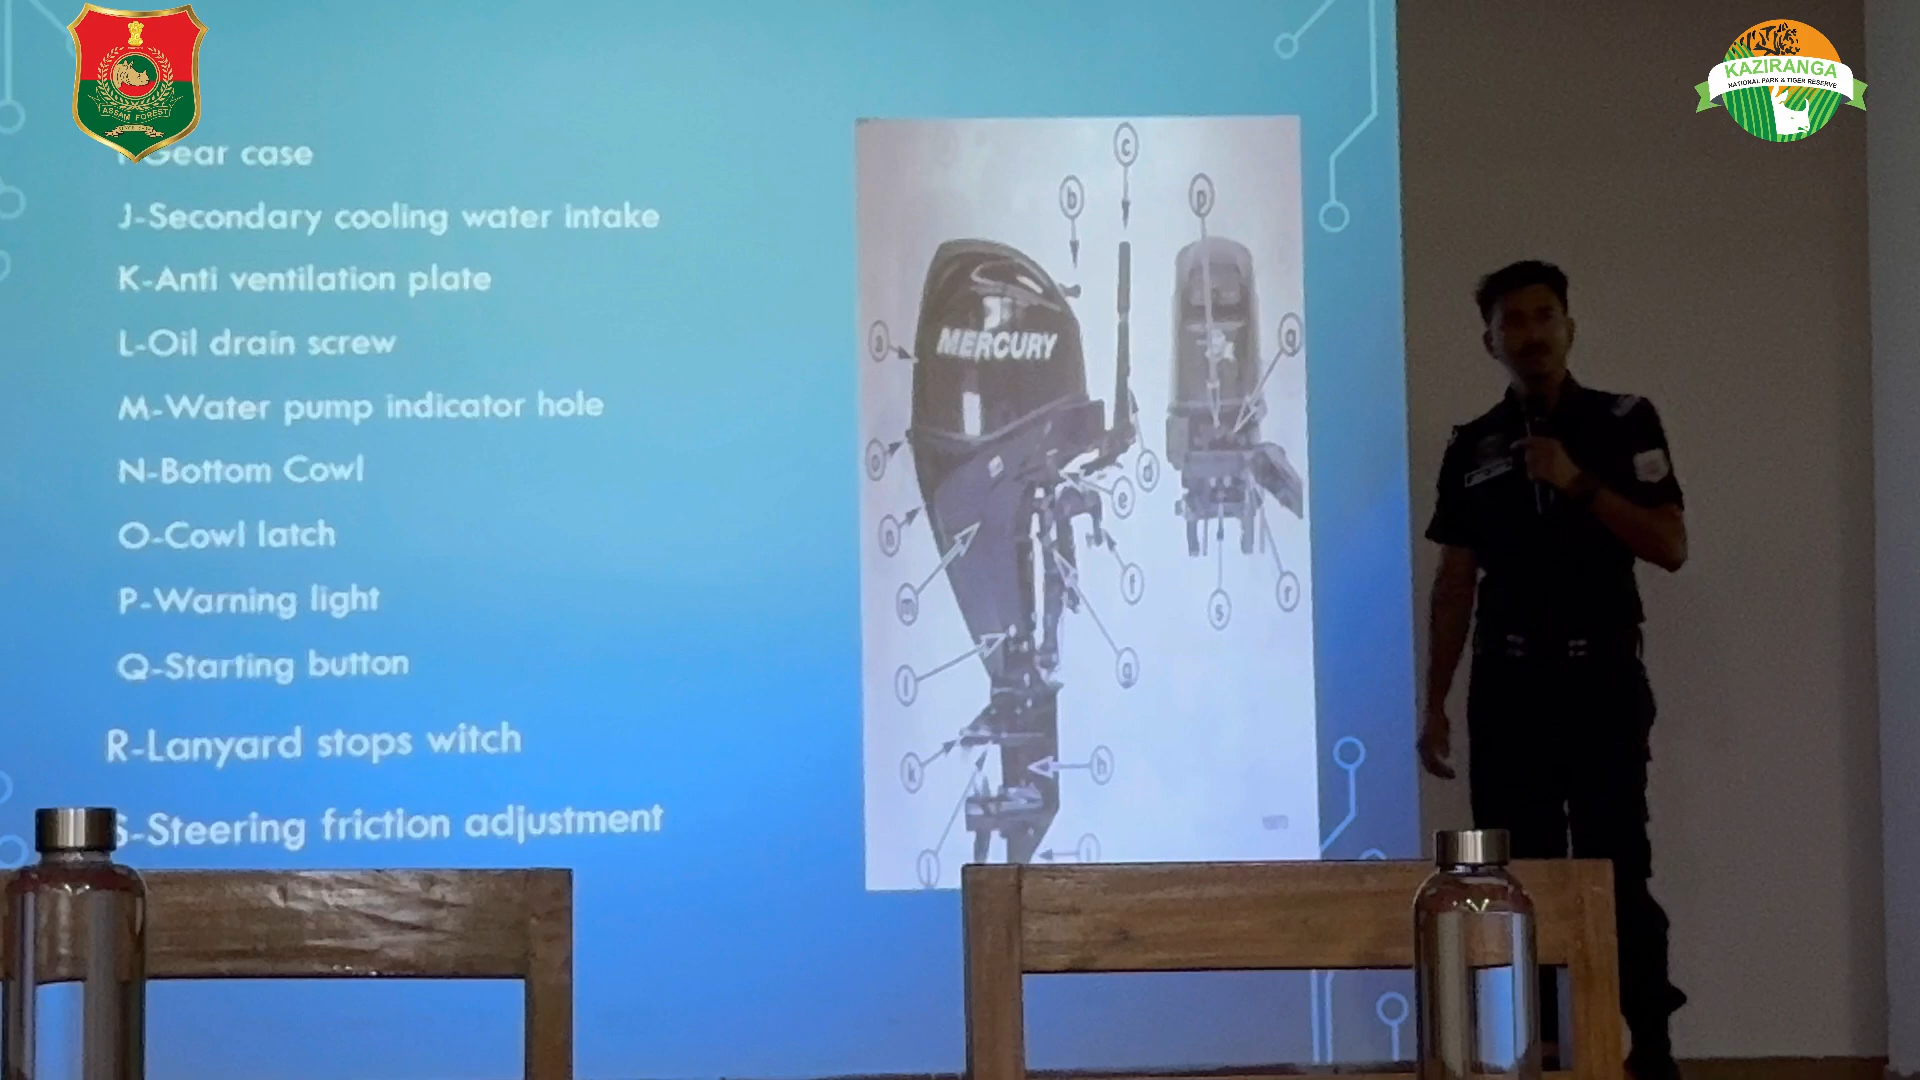 ASSAM FOREST
KAZIRANGA
NATIONAL PARK & TIGER RESERVE
Gear case
J-Secondary cooling water intake
K-Anti ventilation plate
L-Oil drain screw
M-Water pump indicator hole
N-Bottom Cowl
O-Cowl latch
P-Warning light
Q-Starting button
R-Lanyard stops witch
S-Steering friction adjustment
c
b
p
a
MERCURY
q
o
d
e
n
f
m
s
r
l
g
k
h
j